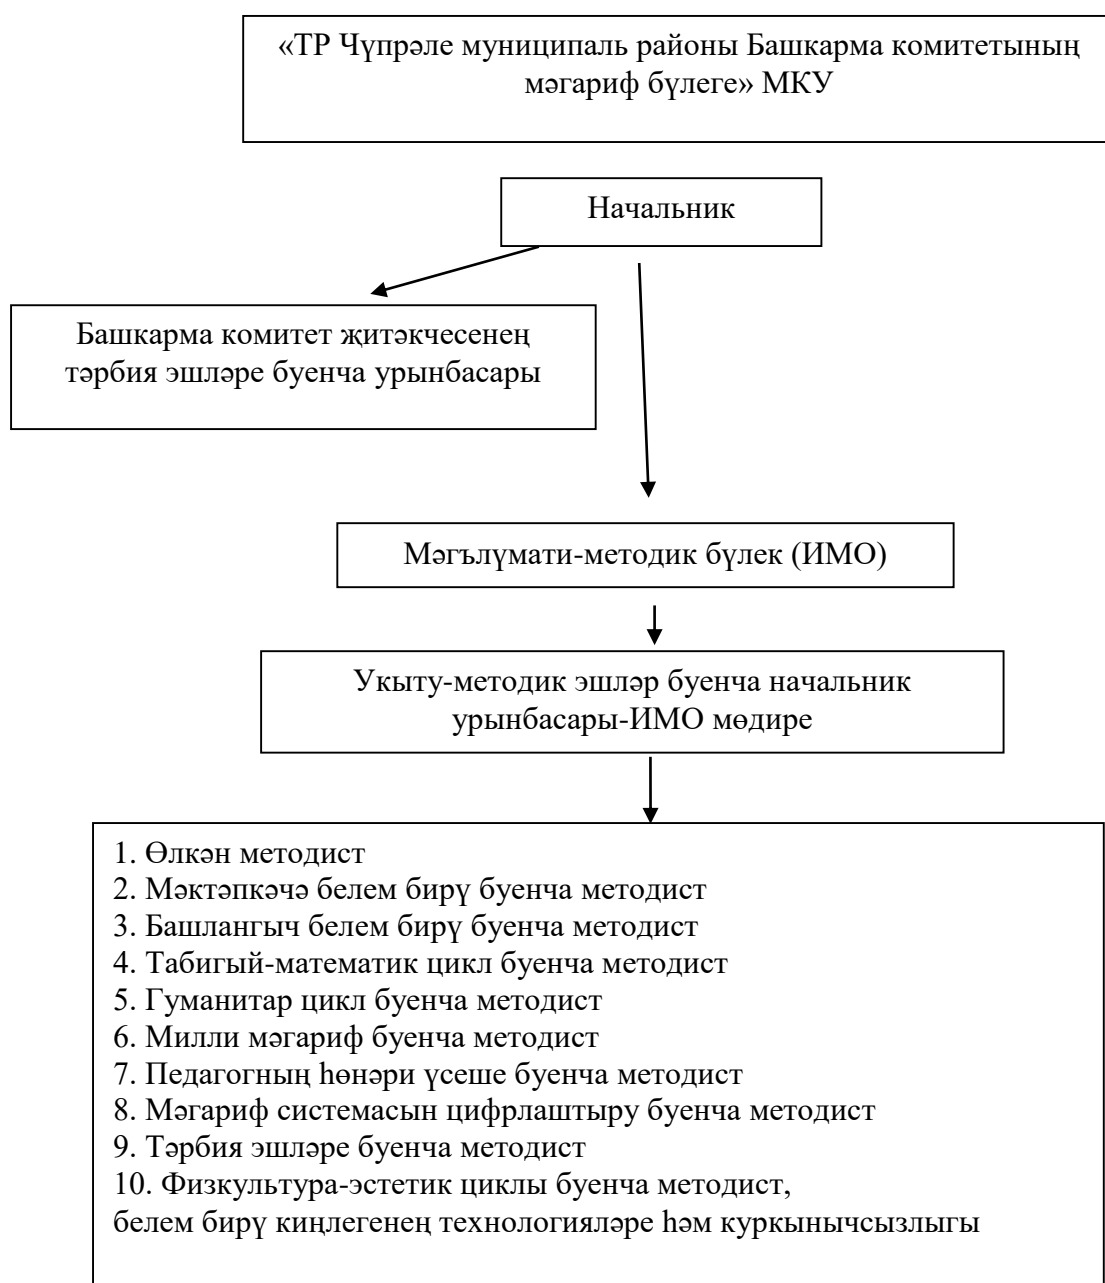 «ТР Чүпрәле муниципаль районы Башкарма комитетының
мәгариф бүлеге» МКУ
Начальник
Башкарма комитет җитәкчесенең
тәрбия эшләре буенча урынбасары
Мәгълүмати-методик бүлек (ИМО)
Укыту-методик эшләр буенча начальник
урынбасары-ИМО мөдире
1. Өлкән методист
2. Мәктәпкәчә белем бирү буенча методист
3. Башлангыч белем бирү буенча методист
4. Табигый-математик цикл буенча методист
5. Гуманитар цикл буенча методист
6. Милли мәгариф буенча методист
7. Педагогның һөнәри үсеше буенча методист
8. Мәгариф системасын цифрлаштыру буенча методист
9. Тәрбия эшләре буенча методист
10. Физкультура-эстетик циклы буенча методист,
белем бирү киңлегенең технологияләре һәм куркынычсызлыгы